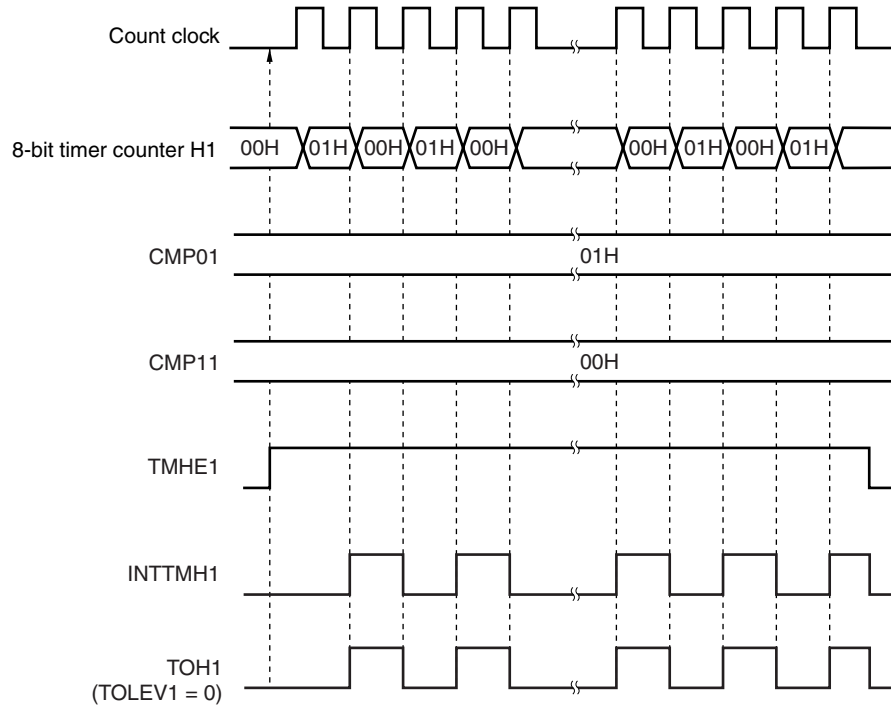 Count clock
8-bit timer counter H1 00H 01H 00H 01H 00H 00H 01H 00H 01H
CMP01 01H
CMP11 00H
TMHE1
INTTMH1
TOH1
(TOLEV1 = 0)